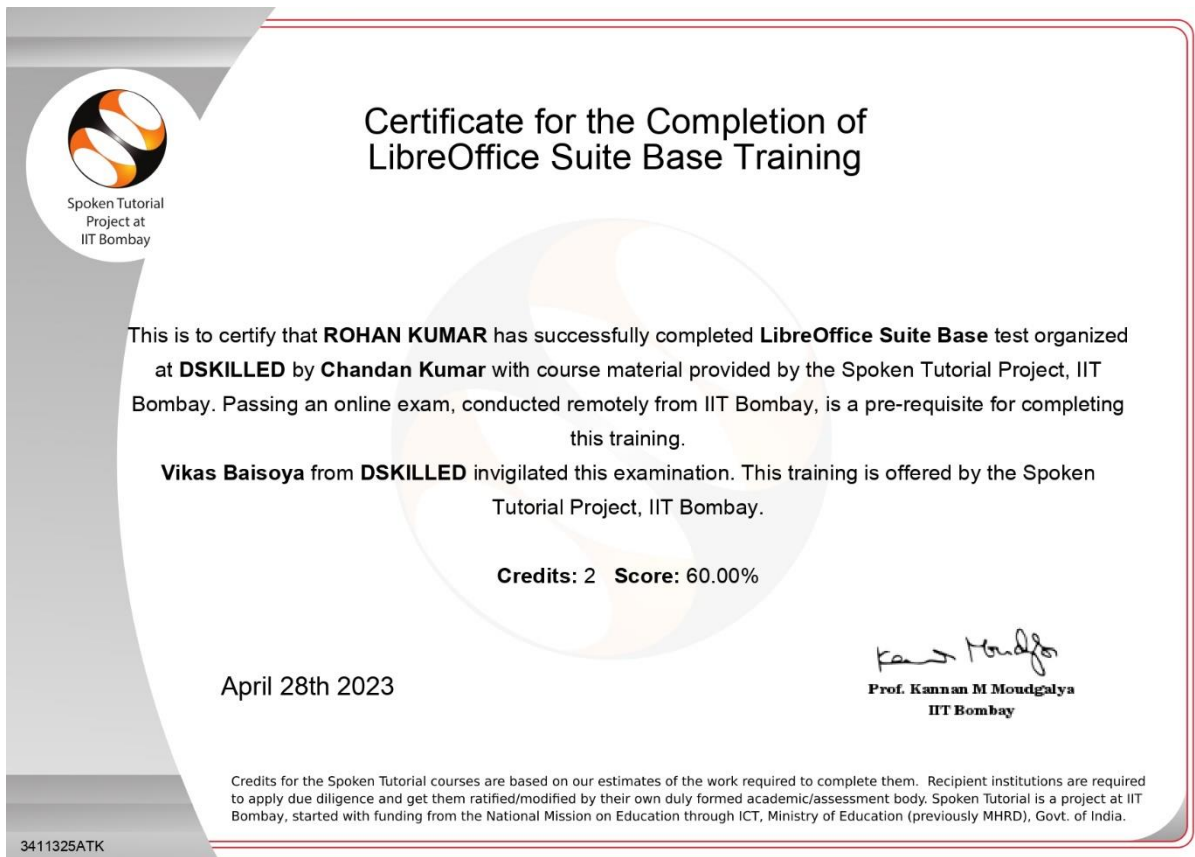 Spoken Tutorial
Project at
IIT Bombay
Certificate for the Completion of
LibreOffice Suite Base Training
This is to certify that ROHAN KUMAR has successfully completed LibreOffice Suite Base test organized
at DSKILLED by Chandan Kumar with course material provided by the Spoken Tutorial Project, IIT
Bombay. Passing an online exam, conducted remotely from IIT Bombay, is a pre-requisite for completing
this training.
Vikas Baisoya from DSKILLED invigilated this examination. This training is offered by the Spoken
Tutorial Project, IIT Bombay.
Credits: 2 Score: 60.00%
April 28th 2023
Prof. Kannan M Moudgalya
IIT Bombay
Credits for the Spoken Tutorial courses are based on our estimates of the work required to complete them. Recipient institutions are required
to apply due diligence and get them ratified/modified by their own duly formed academic/assessment body. Spoken Tutorial is a project at IIT
Bombay, started with funding from the National Mission on Education through ICT, Ministry of Education (previously MHRD), Govt. of India.
3411325ATK